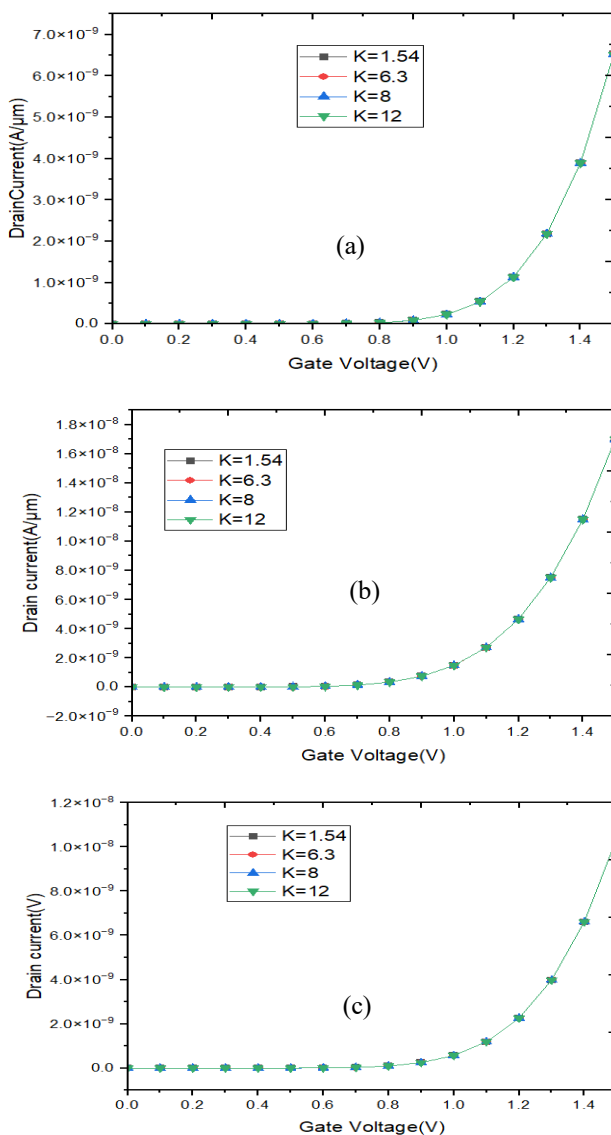 7.0×10⁻⁹
6.0×10⁻⁹
5.0×10⁻⁹
4.0×10⁻⁹
3.0×10⁻⁹
2.0×10⁻⁹
1.0×10⁻⁹
0.0
DrainCurrent(A/μm)
K=1.54
K=6.3
K=8
K=12
(a)
0.0 0.2 0.4 0.6 0.8 1.0 1.2 1.4
Gate Voltage(V)
1.8×10⁻⁸
1.6×10⁻⁸
1.4×10⁻⁸
1.2×10⁻⁸
1.0×10⁻⁸
8.0×10⁻⁹
6.0×10⁻⁹
4.0×10⁻⁹
2.0×10⁻⁹
0.0
−2.0×10⁻⁹
Drain current(A/μm)
K=1.54
K=6.3
K=8
K=12
(b)
0.0 0.2 0.4 0.6 0.8 1.0 1.2 1.4
Gate Voltage(V)
1.2×10⁻⁸
1.0×10⁻⁸
8.0×10⁻⁹
6.0×10⁻⁹
4.0×10⁻⁹
2.0×10⁻⁹
0.0
Drain current(V)
K=1.54
K=6.3
K=8
K=12
(c)
0.0 0.2 0.4 0.6 0.8 1.0 1.2 1.4
Gate Voltage(V)